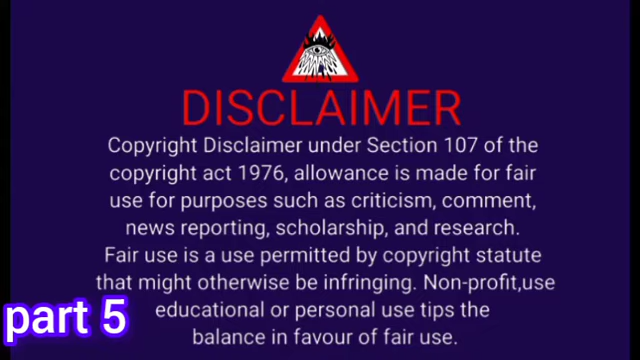 DISCLAIMER
Copyright Disclaimer under Section 107 of the
copyright act 1976, allowance is made for fair
use for purposes such as criticism, comment,
news reporting, scholarship, and research.
Fair use is a use permitted by copyright statute
that might otherwise be infringing. Non-profit,use
educational or personal use tips the
balance in favour of fair use.
part 5